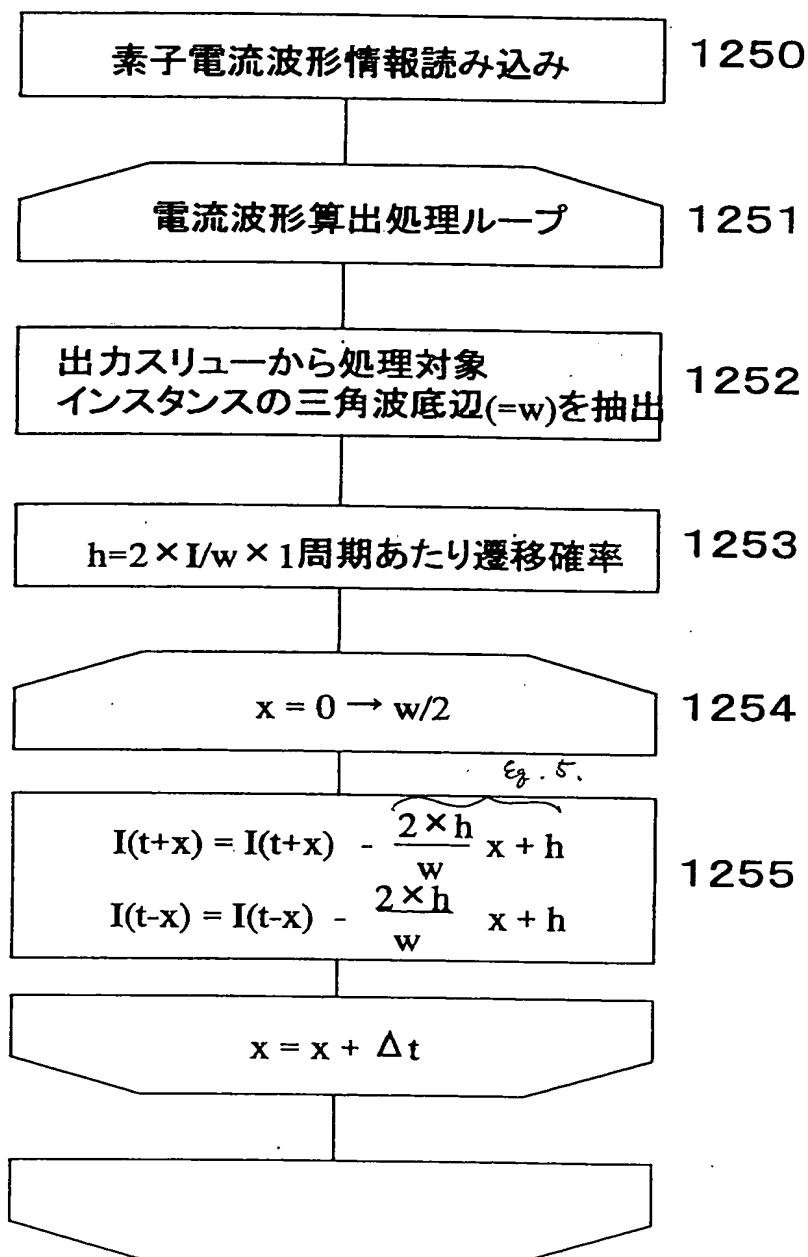 素子電流波形情報読み込み 1250
電流波形算出処理ループ 1251
出力スリューから処理対象
インスタンスの三角波底辺(=w)を抽出 1252
h=2×I/w×1周期あたり遷移確率 1253
x = 0 → w/2 1254
Eq. 5.
I(t+x) = I(t+x) - 2×h/w x + h
I(t-x) = I(t-x) - 2×h/w x + h 1255
x = x + Δt